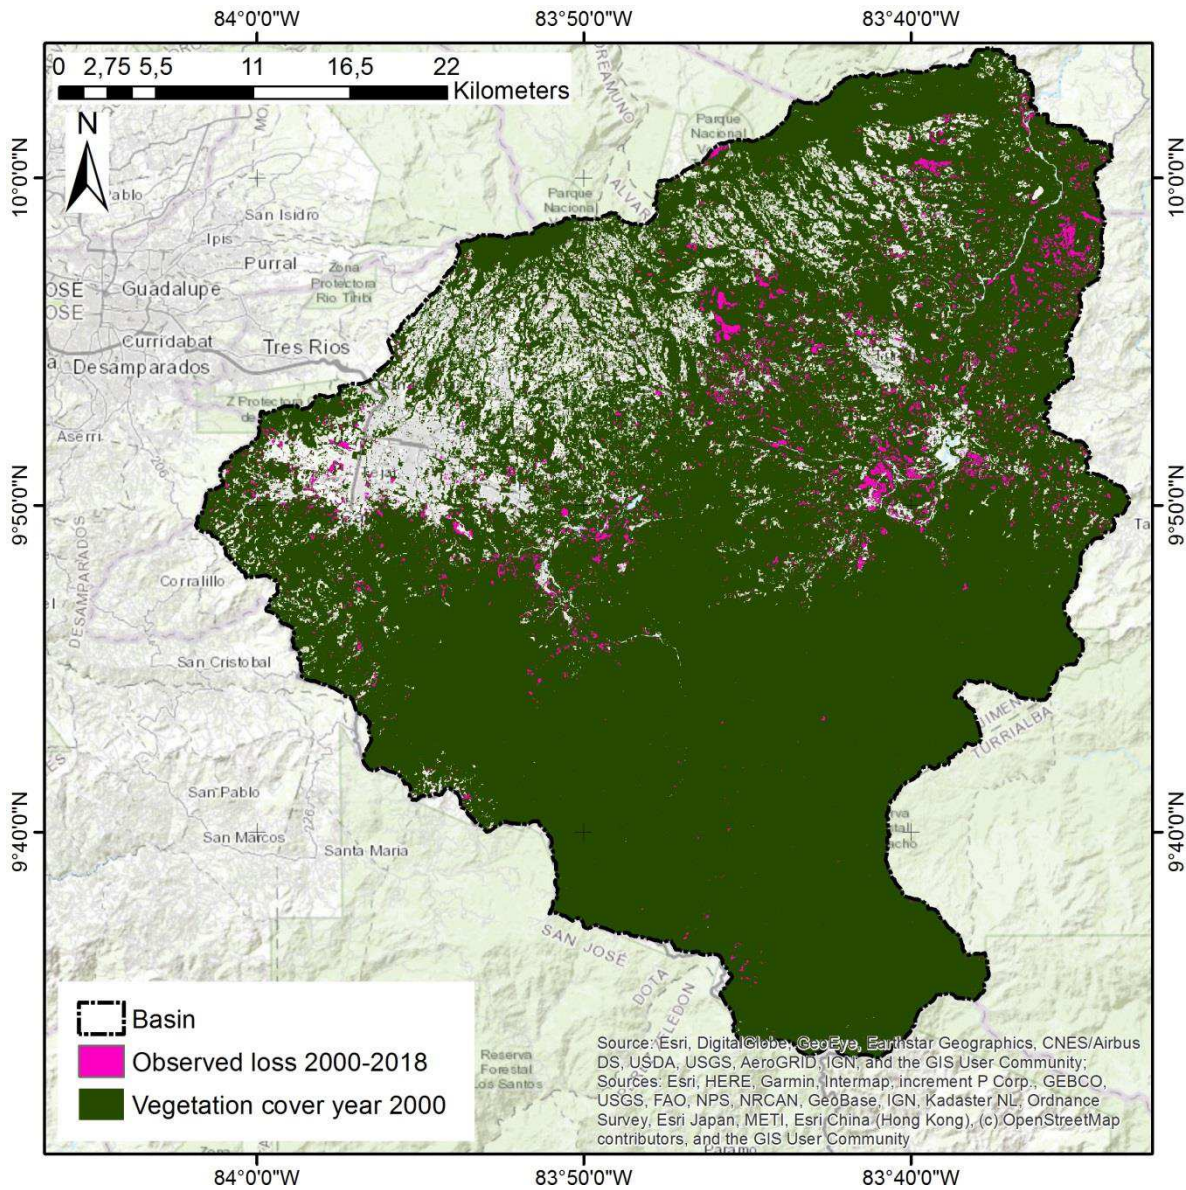 84°0'0"W 83°50'0"W 83°40'0"W
0 2,75 5,5 11 16,5 22
Kilometers
N
10°0'0"N
10°0'0"N
Parque
Nacional
Parque
Nacional
San Isidro
Ipis
Purral
Zona
Protectora
Rio Tiribi
Guadalupe
OSÉ
OSÉ
Curridabat
Tres Rios
Desamparados
Z Protectora
de
Aserri
206
9°50'0"N
9°50'0"N
DESAMPARADOS
Corralillo
San Cristobal
TURRIALBA
San Pablo
San Marcos
226
Santa Maria
9°40'0"N
9°40'0"N
SAN JOSÉ
DOTA
Reserva
Forestal
Los Santos
Basin
Observed loss 2000-2018
Vegetation cover year 2000
Source: Esri, DigitalGlobe, GeoEye, Earthstar Geographics, CNES/Airbus
DS, USDA, USGS, AeroGRID, IGN, and the GIS User Community;
Sources: Esri, HERE, Garmin, Intermap, increment P Corp., GEBCO,
USGS, FAO, NPS, NRCAN, GeoBase, IGN, Kadaster NL, Ordnance
Survey, Esri Japan, METI, Esri China (Hong Kong), (c) OpenStreetMap
contributors, and the GIS User Community
84°0'0"W 83°50'0"W 83°40'0"W